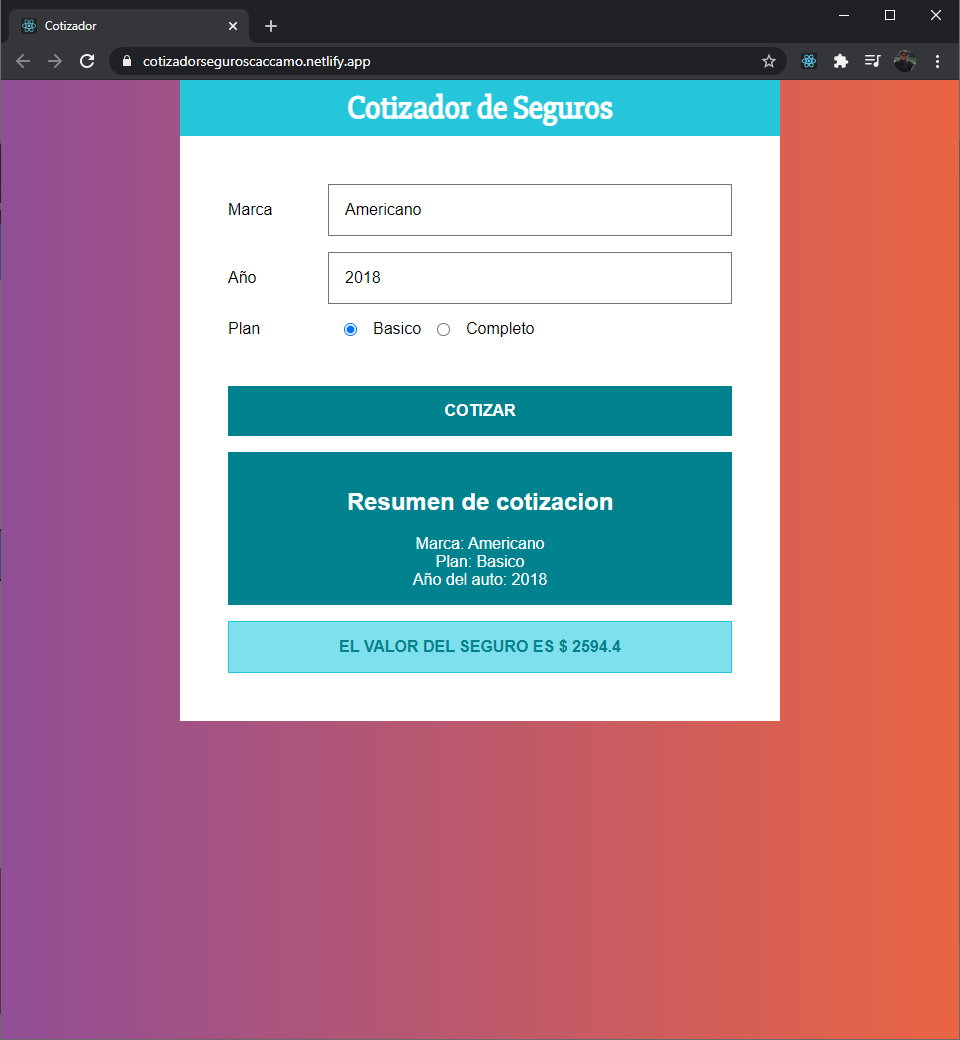 Cotizador
cotizadorseguroscaccamo.netlify.app
Cotizador de Seguros
Marca Americano
Año 2018
Plan Basico Completo
COTIZAR
Resumen de cotizacion
Marca: Americano
Plan: Basico
Año del auto: 2018
EL VALOR DEL SEGURO ES $ 2594.4